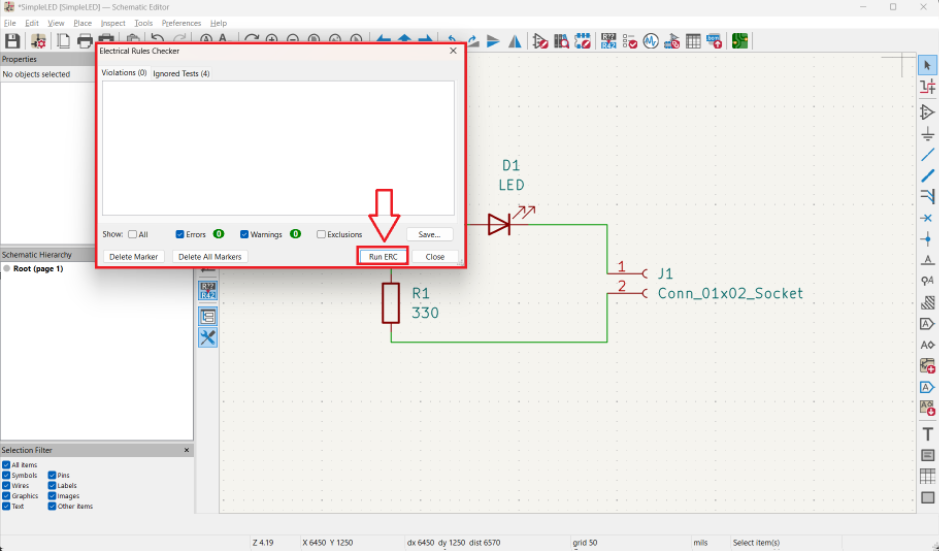 *SimpleLED [SimpleLED] — Schematic Editor
File Edit View Place Inspect Tools Preferences Help
Properties
No objects selected
Electrical Rules Checker
Violations (0) Ignored Tests (4)
Show: All Errors 0 Warnings 0 Exclusions Save...
Delete Marker Delete All Markers Run ERC Close
D1
LED
1
2
J1
Conn_01x02_Socket
R1
330
Schematic Hierarchy
Root (page 1)
R??
R42
Selection Filter
All items
Symbols Pins
Wires Labels
Graphics Images
Text Other items
Z 4.19 X 6450 Y 1250 dx 6450 dy 1250 dist 6570 grid 50 mils Select item(s)